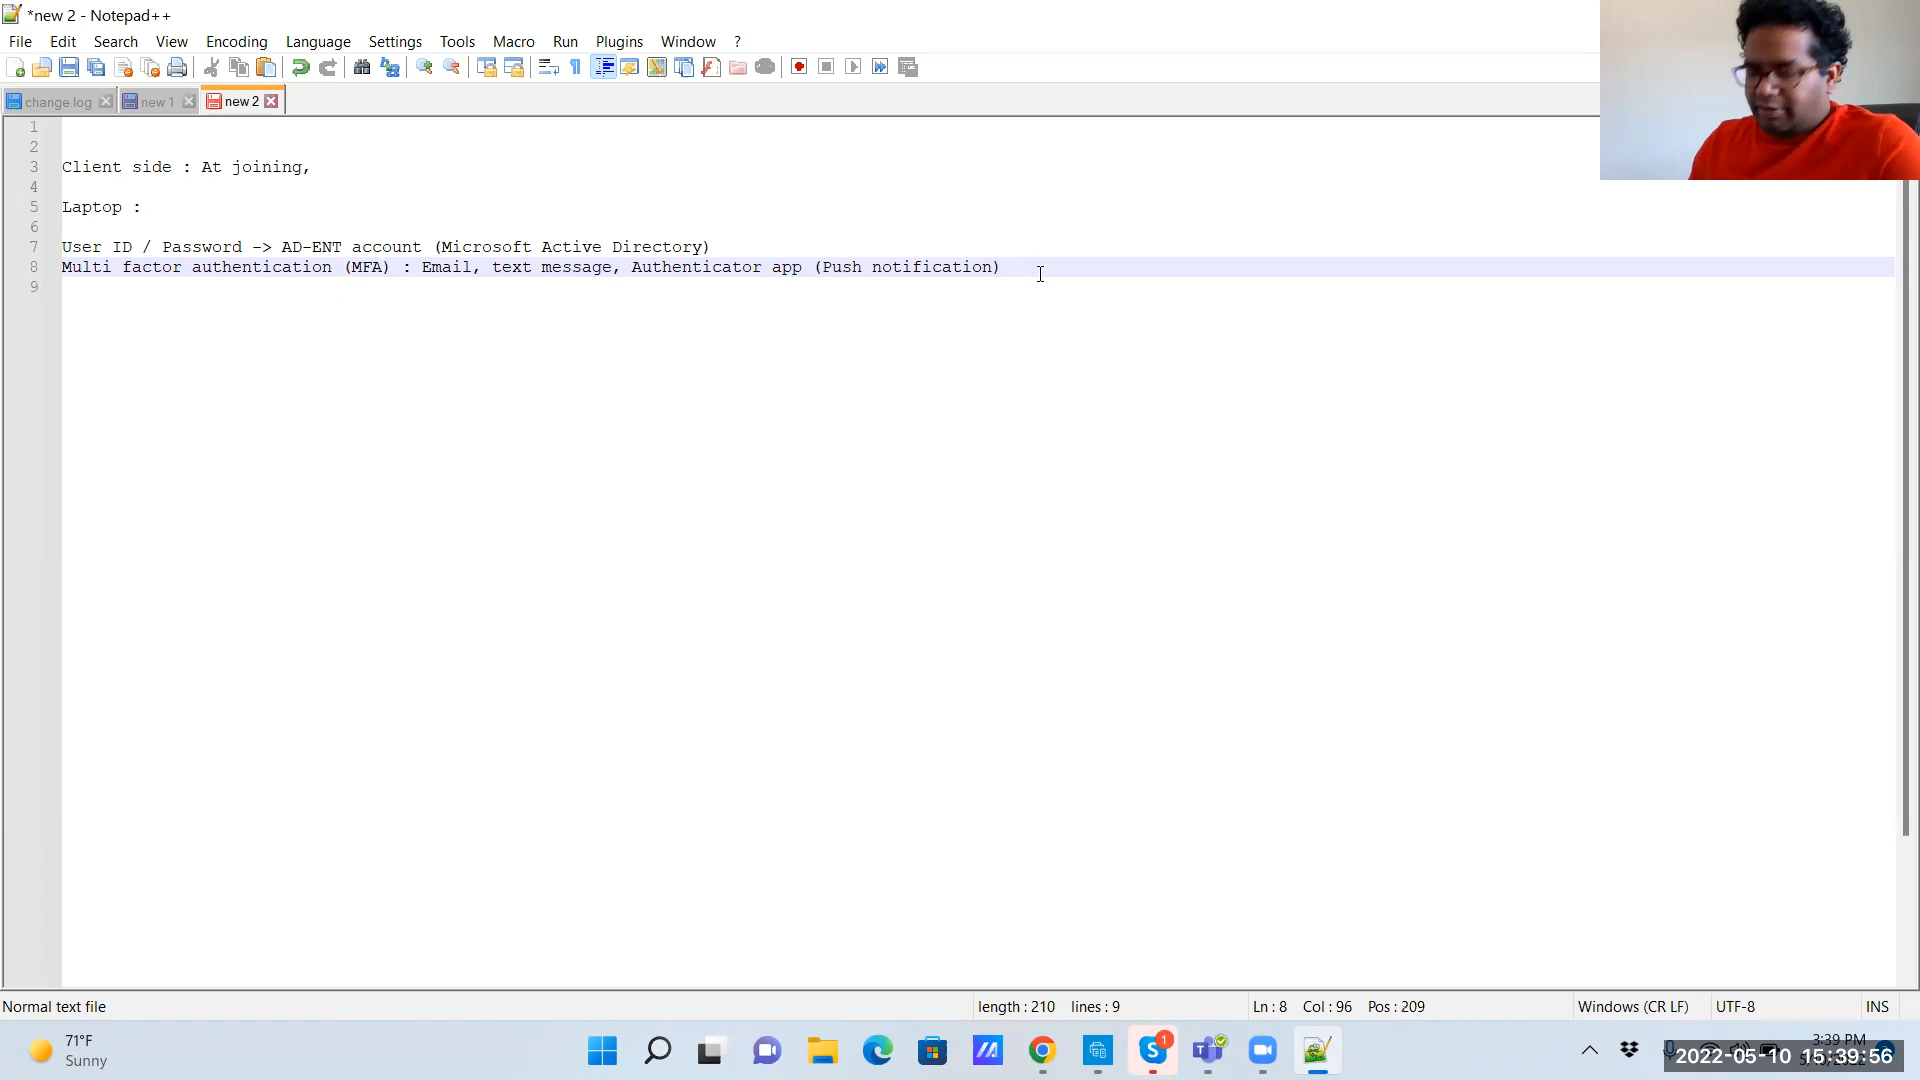 *new 2 - Notepad++
File Edit Search View Encoding Language Settings Tools Macro Run Plugins Window ?
change.log new 1 new 2
1
2
3 Client side : At joining,
4
5 Laptop :
6
7 User ID / Password -> AD-ENT account (Microsoft Active Directory)
8 Multi factor authentication (MFA) : Email, text message, Authenticator app (Push notification)
9
Normal text file length : 210 lines : 9 Ln : 8 Col : 96 Pos : 209 Windows (CR LF) UTF-8 INS
71°F
Sunny
1
3:39 PM
2022-05-10 15:39:56